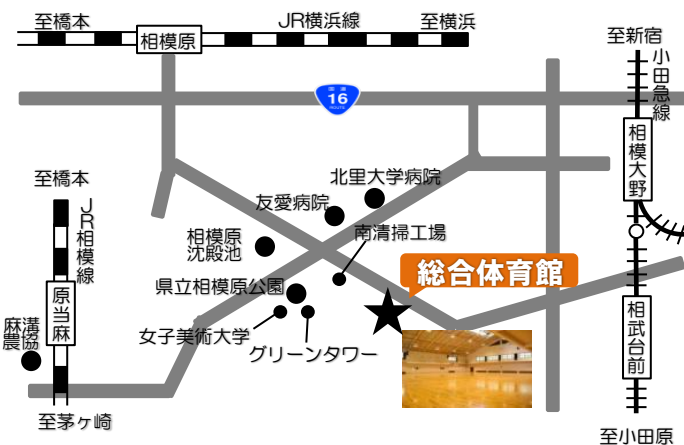 至橋本
JR横浜線
至横浜
相模原
至新宿
小田急線
国道
16
ROUTE
相模大野
至橋本
JR相模線
北里大学病院
友愛病院
相模原
沈殿池
南清掃工場
総合体育館
県立相模原公園
原当麻
麻溝
農協
女子美術大学
グリーンタワー
相武台前
至茅ヶ崎
至小田原